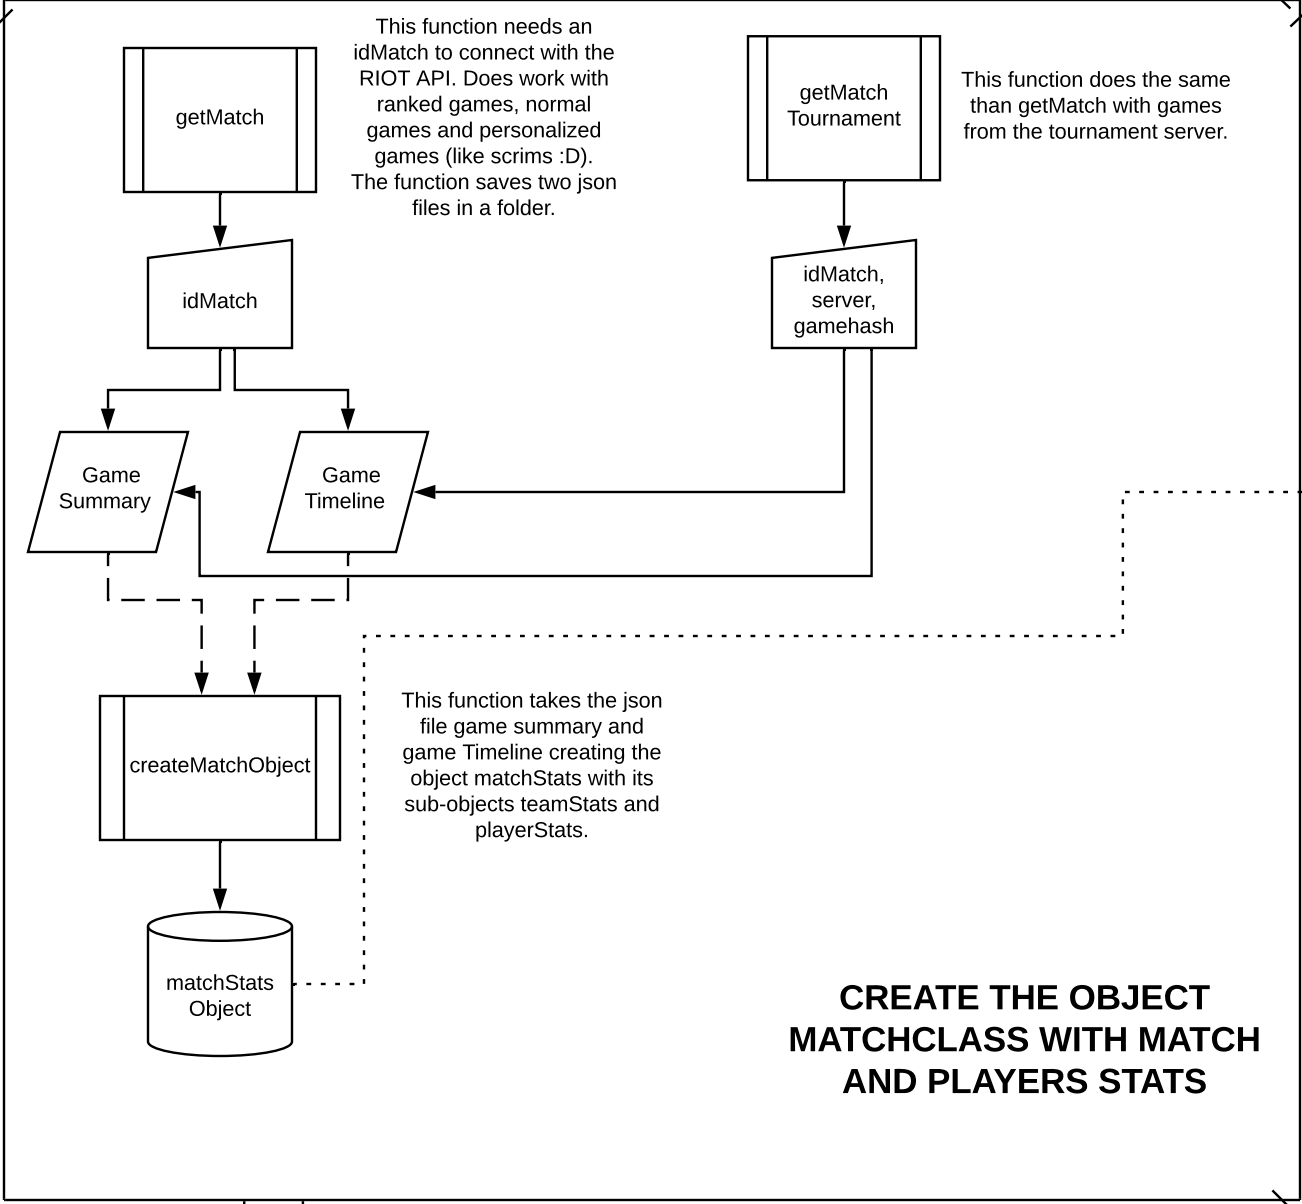 This function needs an
idMatch to connect with the
RIOT API. Does work with
ranked games, normal
games and personalized
games (like scrims :D).
The function saves two json
files in a folder.
getMatch
getMatch
Tournament
This function does the same
than getMatch with games
from the tournament server.
idMatch
idMatch,
server,
gamehash
Game
Summary
Game
Timeline
createMatchObject
This function takes the json
file game summary and
game Timeline creating the
object matchStats with its
sub-objects teamStats and
playerStats.
matchStats
Object
CREATE THE OBJECT
MATCHCLASS WITH MATCH
AND PLAYERS STATS